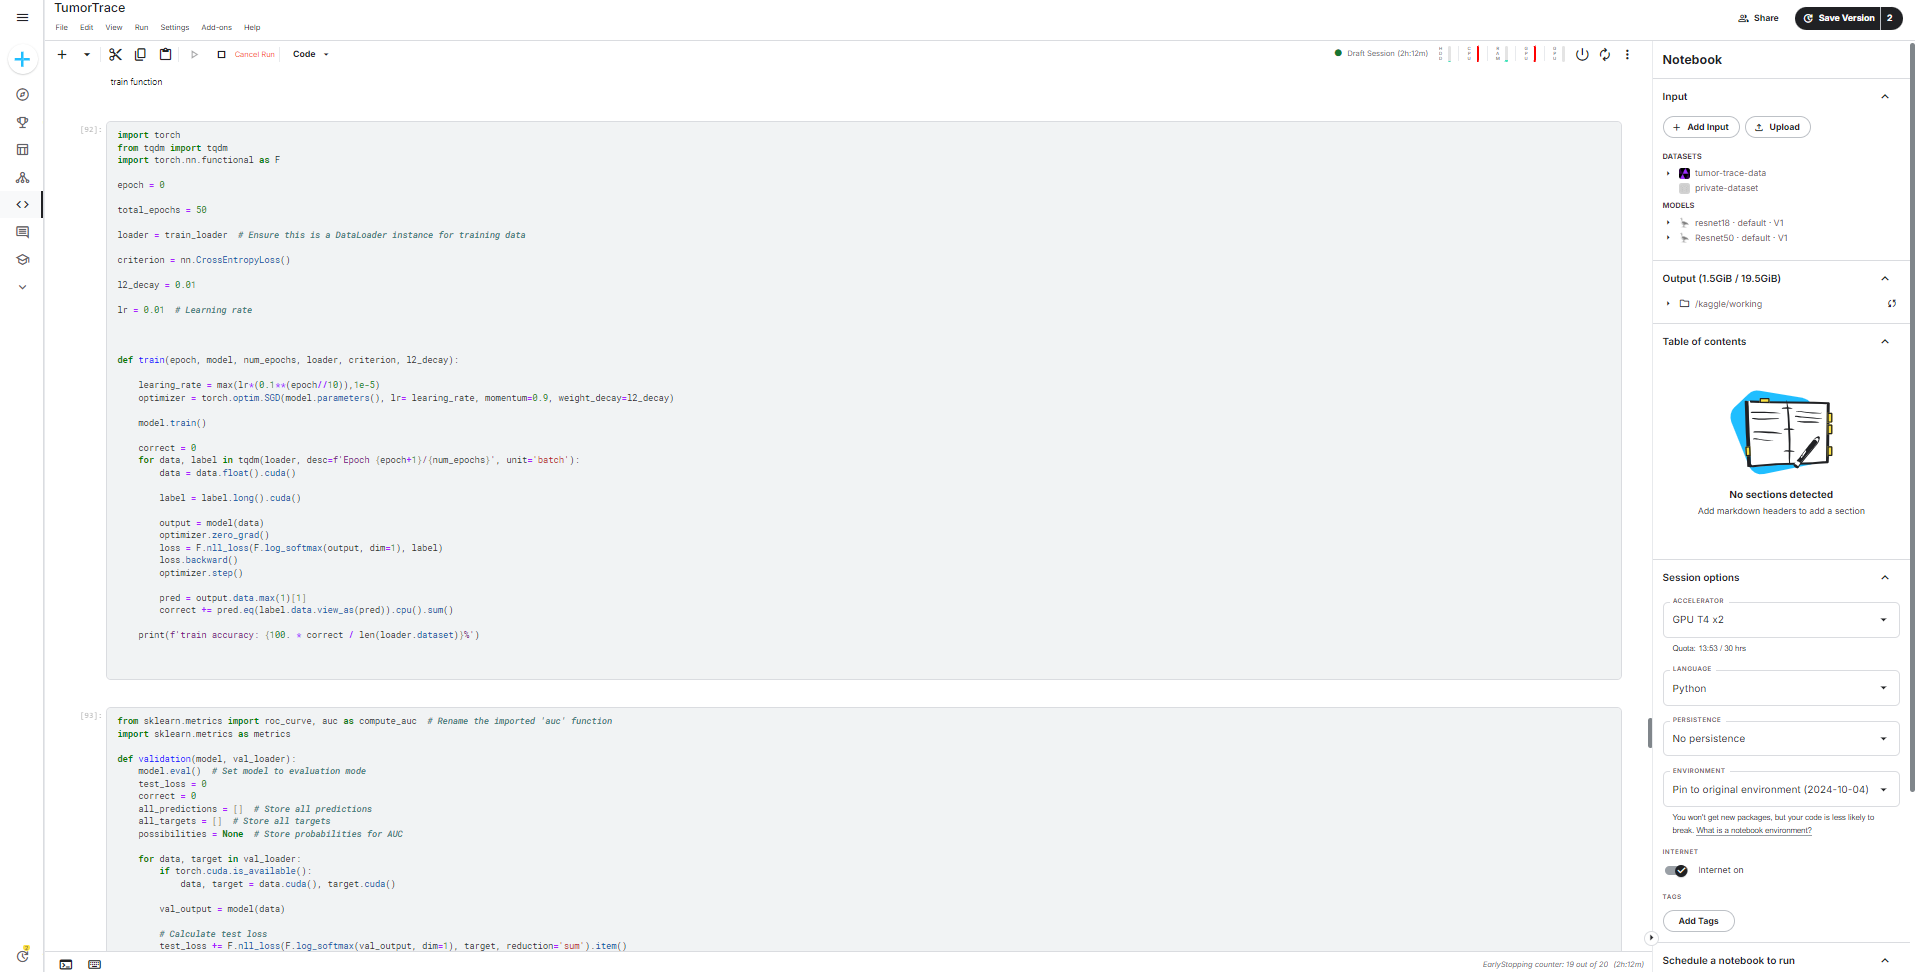 TumorTrace
File Edit View Run Settings Add-ons Help
Share
Save Version 2
Cancel Run
Code
Draft Session (2h:12m)
train function
[92]:
import torch
from tqdm import tqdm
import torch.nn.functional as F
epoch = 0
total_epochs = 50
loader = train_loader  # Ensure this is a DataLoader instance for training data
criterion = nn.CrossEntropyLoss()
l2_decay = 0.01
lr = 0.01  # Learning rate
def train(epoch, model, num_epochs, loader, criterion, l2_decay):
learing_rate = max(lr*(0.1**(epoch//10)),1e-5)
optimizer = torch.optim.SGD(model.parameters(), lr= learing_rate, momentum=0.9, weight_decay=l2_decay)
model.train()
correct = 0
for data, label in tqdm(loader, desc=f'Epoch {epoch+1}/{num_epochs}', unit='batch'):
data = data.float().cuda()
label = label.long().cuda()
output = model(data)
optimizer.zero_grad()
loss = F.nll_loss(F.log_softmax(output, dim=1), label)
loss.backward()
optimizer.step()
pred = output.data.max(1)[1]
correct += pred.eq(label.data.view_as(pred)).cpu().sum()
print(f'train accuracy: {100. * correct / len(loader.dataset)}%')
[93]:
from sklearn.metrics import roc_curve, auc as compute_auc  # Rename the imported 'auc' function
import sklearn.metrics as metrics
def validation(model, val_loader):
model.eval()  # Set model to evaluation mode
test_loss = 0
correct = 0
all_predictions = []  # Store all predictions
all_targets = []  # Store all targets
possibilities = None  # Store probabilities for AUC
for data, target in val_loader:
if torch.cuda.is_available():
data, target = data.cuda(), target.cuda()
val_output = model(data)
# Calculate test loss
test_loss += F.nll_loss(F.log_softmax(val_output, dim=1), target, reduction='sum').item()
EarlyStopping counter: 19 out of 20 (2h:12m)
Notebook
Input
Add Input
Upload
DATASETS
tumor-trace-data
private-dataset
MODELS
resnet18 · default · V1
Resnet50 · default · V1
Output (1.5GiB / 19.5GiB)
/kaggle/working
Table of contents
No sections detected
Add markdown headers to add a section
Session options
ACCELERATOR
GPU T4 x2
Quota: 13:53 / 30 hrs
LANGUAGE
Python
PERSISTENCE
No persistence
ENVIRONMENT
Pin to original environment (2024-10-04)
You won't get new packages, but your code is less likely to
break. What is a notebook environment?
INTERNET
Internet on
TAGS
Add Tags
Schedule a notebook to run